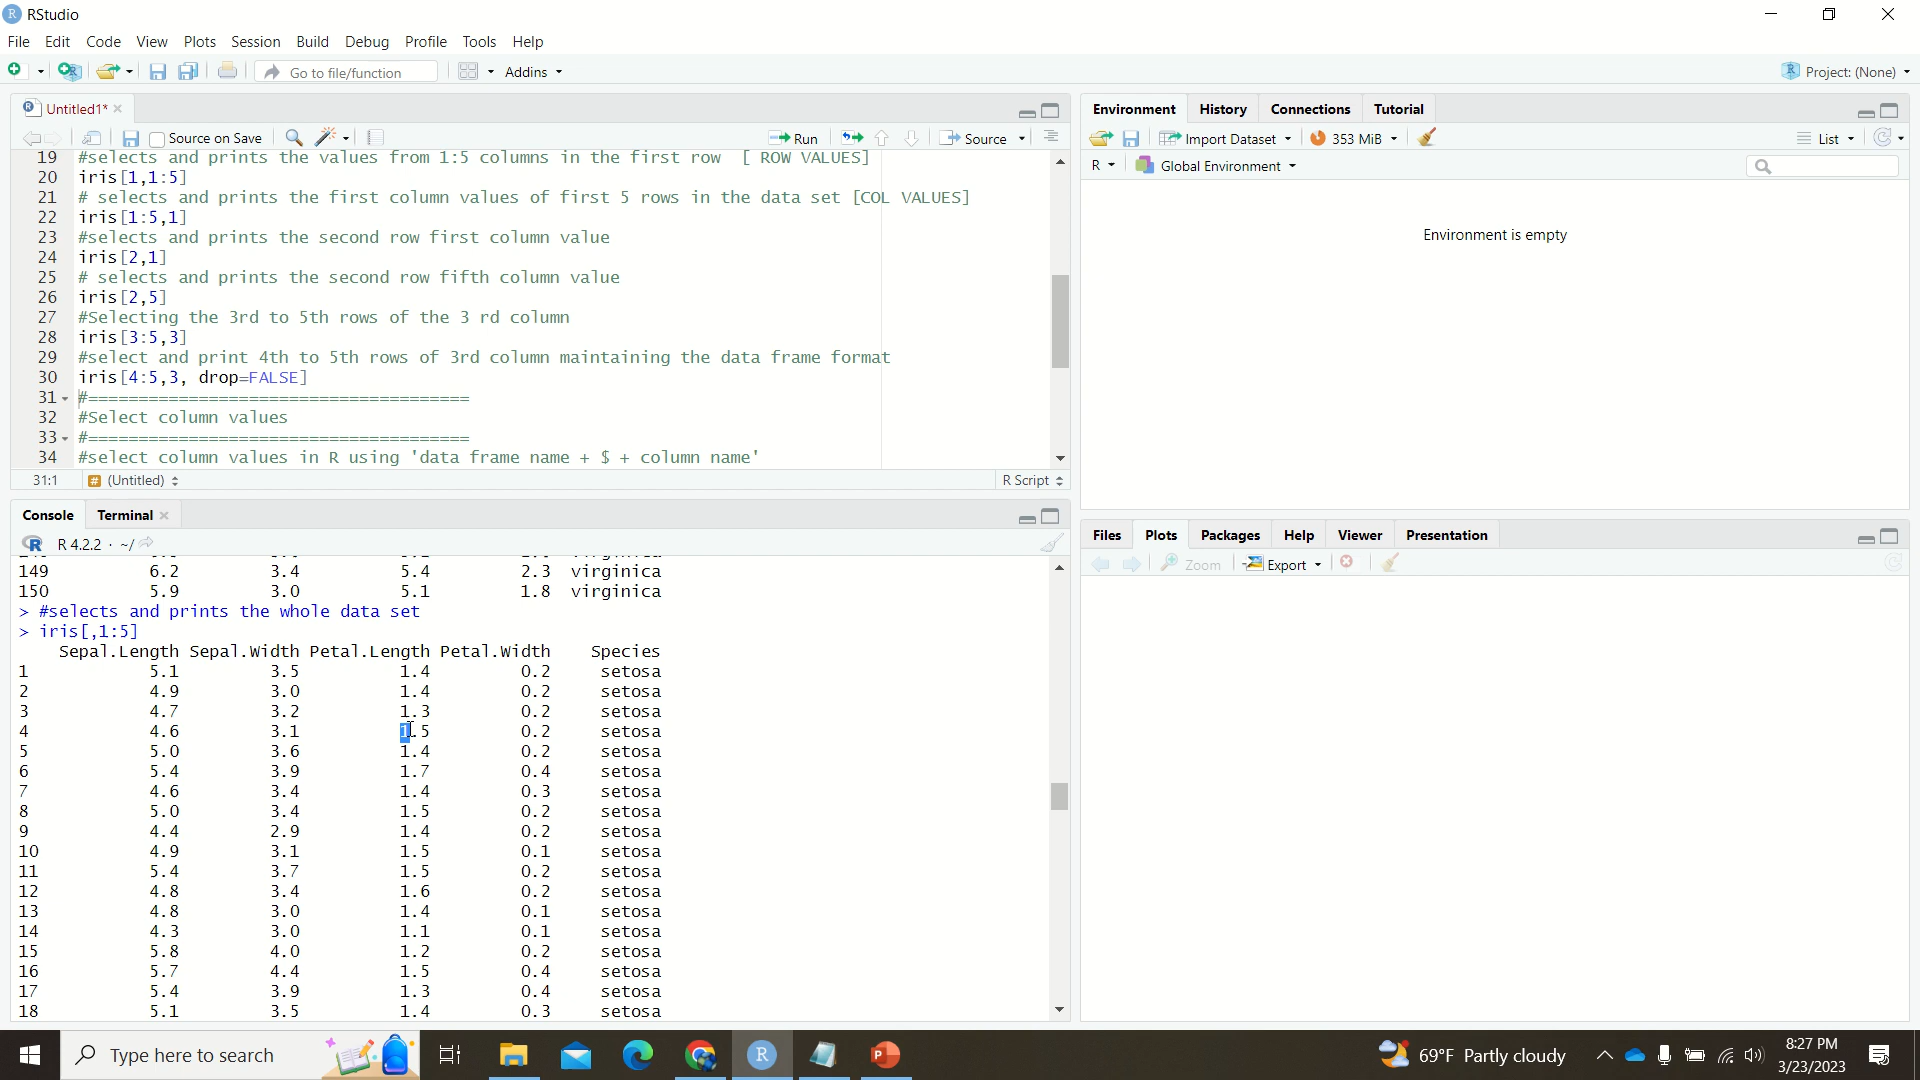 RStudio
File Edit Code View Plots Session Build Debug Profile Tools Help
Go to file/function Addins Project: (None)
Untitled1*
Source on Save Run Source
19 #selects and prints the values from 1:5 columns in the first row [ ROW VALUES]
20 iris[1,1:5]
21 # selects and prints the first column values of first 5 rows in the data set [COL VALUES]
22 iris[1:5,1]
23 #selects and prints the second row first column value
24 iris[2,1]
25 # selects and prints the second row fifth column value
26 iris[2,5]
27 #Selecting the 3rd to 5th rows of the 3 rd column
28 iris[3:5,3]
29 #select and print 4th to 5th rows of 3rd column maintaining the data frame format
30 iris[4:5,3, drop=FALSE]
31 #======================================
32 #Select column values
33 #======================================
34 #select column values in R using 'data frame name + $ + column name'
31:1 (Untitled) R Script
Console Terminal
R 4.2.2 · ~/
149 6.2 3.4 5.4 2.3 virginica
150 5.9 3.0 5.1 1.8 virginica
> #selects and prints the whole data set
> iris[,1:5]
Sepal.Length Sepal.Width Petal.Length Petal.Width Species
1 5.1 3.5 1.4 0.2 setosa
2 4.9 3.0 1.4 0.2 setosa
3 4.7 3.2 1.3 0.2 setosa
4 4.6 3.1 1.5 0.2 setosa
5 5.0 3.6 1.4 0.2 setosa
6 5.4 3.9 1.7 0.4 setosa
7 4.6 3.4 1.4 0.3 setosa
8 5.0 3.4 1.5 0.2 setosa
9 4.4 2.9 1.4 0.2 setosa
10 4.9 3.1 1.5 0.1 setosa
11 5.4 3.7 1.5 0.2 setosa
12 4.8 3.4 1.6 0.2 setosa
13 4.8 3.0 1.4 0.1 setosa
14 4.3 3.0 1.1 0.1 setosa
15 5.8 4.0 1.2 0.2 setosa
16 5.7 4.4 1.5 0.4 setosa
17 5.4 3.9 1.3 0.4 setosa
18 5.1 3.5 1.4 0.3 setosa
Environment History Connections Tutorial
Import Dataset 353 MiB List
R Global Environment
Environment is empty
Files Plots Packages Help Viewer Presentation
Zoom Export
Type here to search
69°F Partly cloudy
8:27 PM
3/23/2023